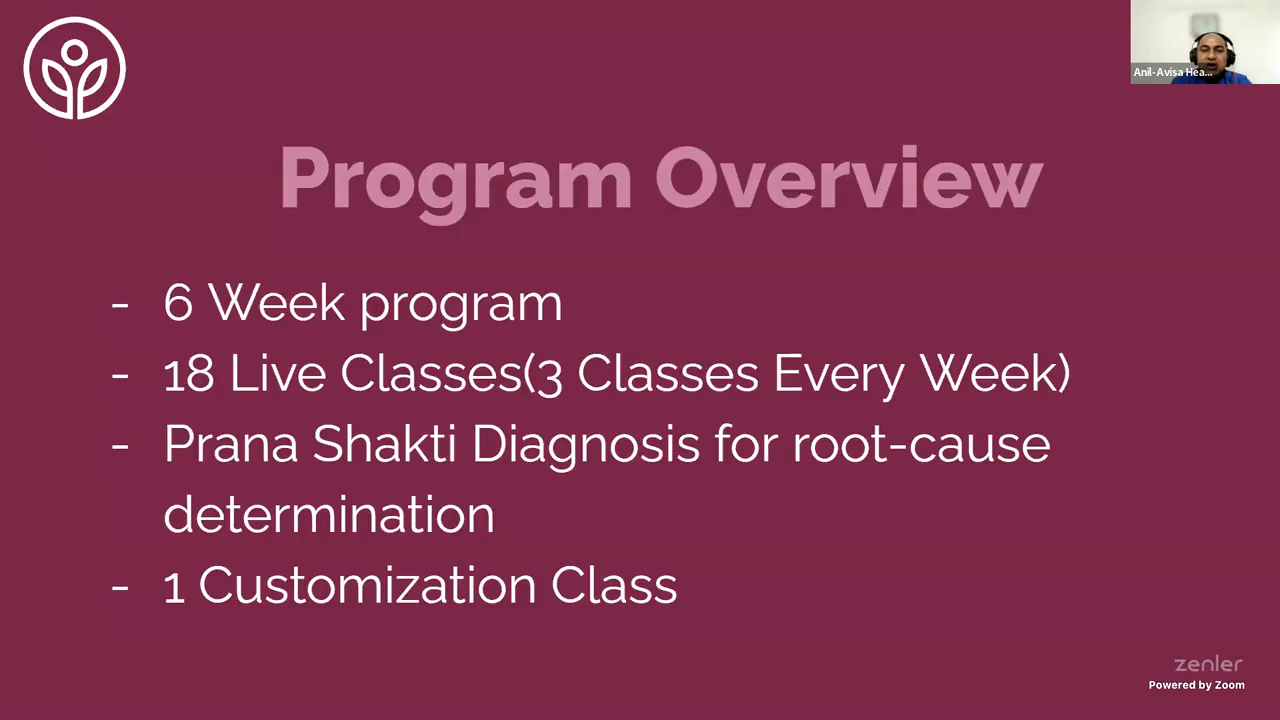 Anil-Avisa Hea...
Program Overview
- 6 Week program
- 18 Live Classes(3 Classes Every Week)
- Prana Shakti Diagnosis for root-cause
determination
- 1 Customization Class
zenler
Powered by Zoom